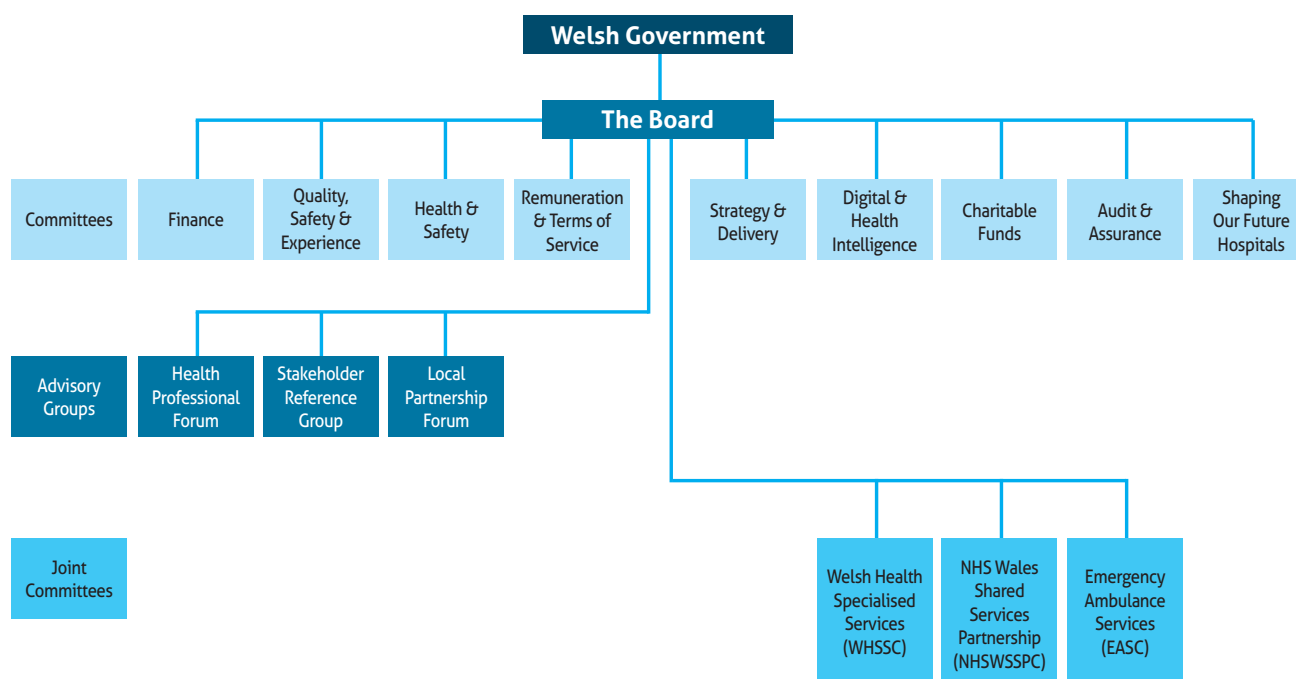 Welsh Government
The Board
Committees
Finance
Quality,
Safety &
Experience
Health &
Safety
Remuneration
& Terms of
Service
Strategy &
Delivery
Digital &
Health
Intelligence
Charitable
Funds
Audit &
Assurance
Shaping
Our Future
Hospitals
Advisory
Groups
Health
Professional
Forum
Stakeholder
Reference
Group
Local
Partnership
Forum
Joint
Committees
Welsh Health
Specialised
Services
(WHSSC)
NHS Wales
Shared
Services
Partnership
(NHSWSSPC)
Emergency
Ambulance
Services
(EASC)